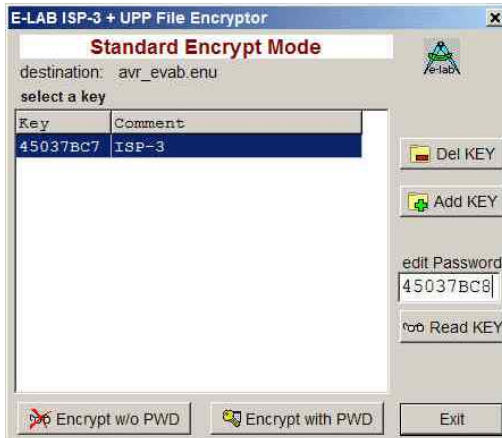 E-LAB ISP-3 + UPP File Encryptor
Standard Encrypt Mode
destination: avr_evab.enu
e-lab
select a key
Key Comment
45037BC7 ISP-3
Del KEY
Add KEY
edit Password
45037BC8
Read KEY
Encrypt w/o PWD
Encrypt with PWD
Exit